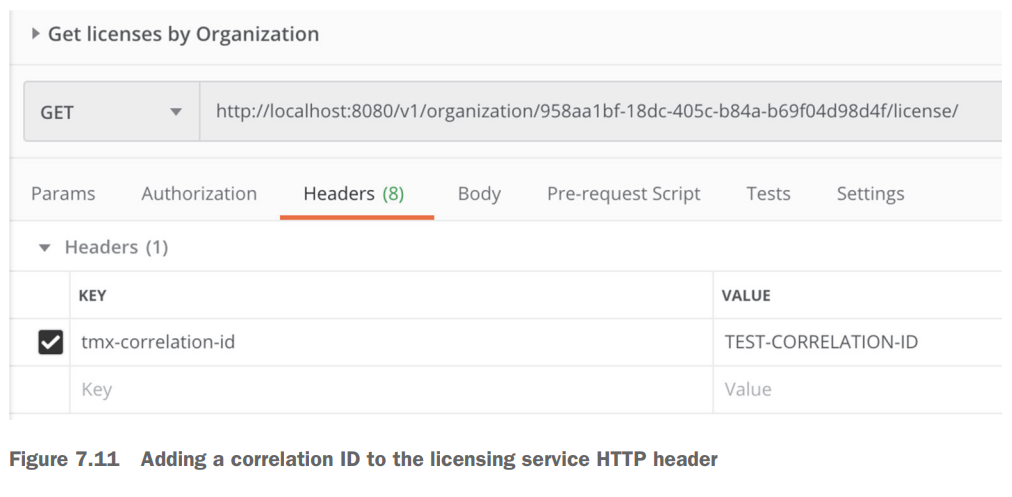 Get licenses by Organization
GET http://localhost:8080/v1/organization/958aa1bf-18dc-405c-b84a-b69f04d98d4f/license/
Params Authorization Headers (8) Body Pre-request Script Tests Settings
Headers (1)
KEY VALUE
tmx-correlation-id TEST-CORRELATION-ID
Key Value
Figure 7.11 Adding a correlation ID to the licensing service HTTP header